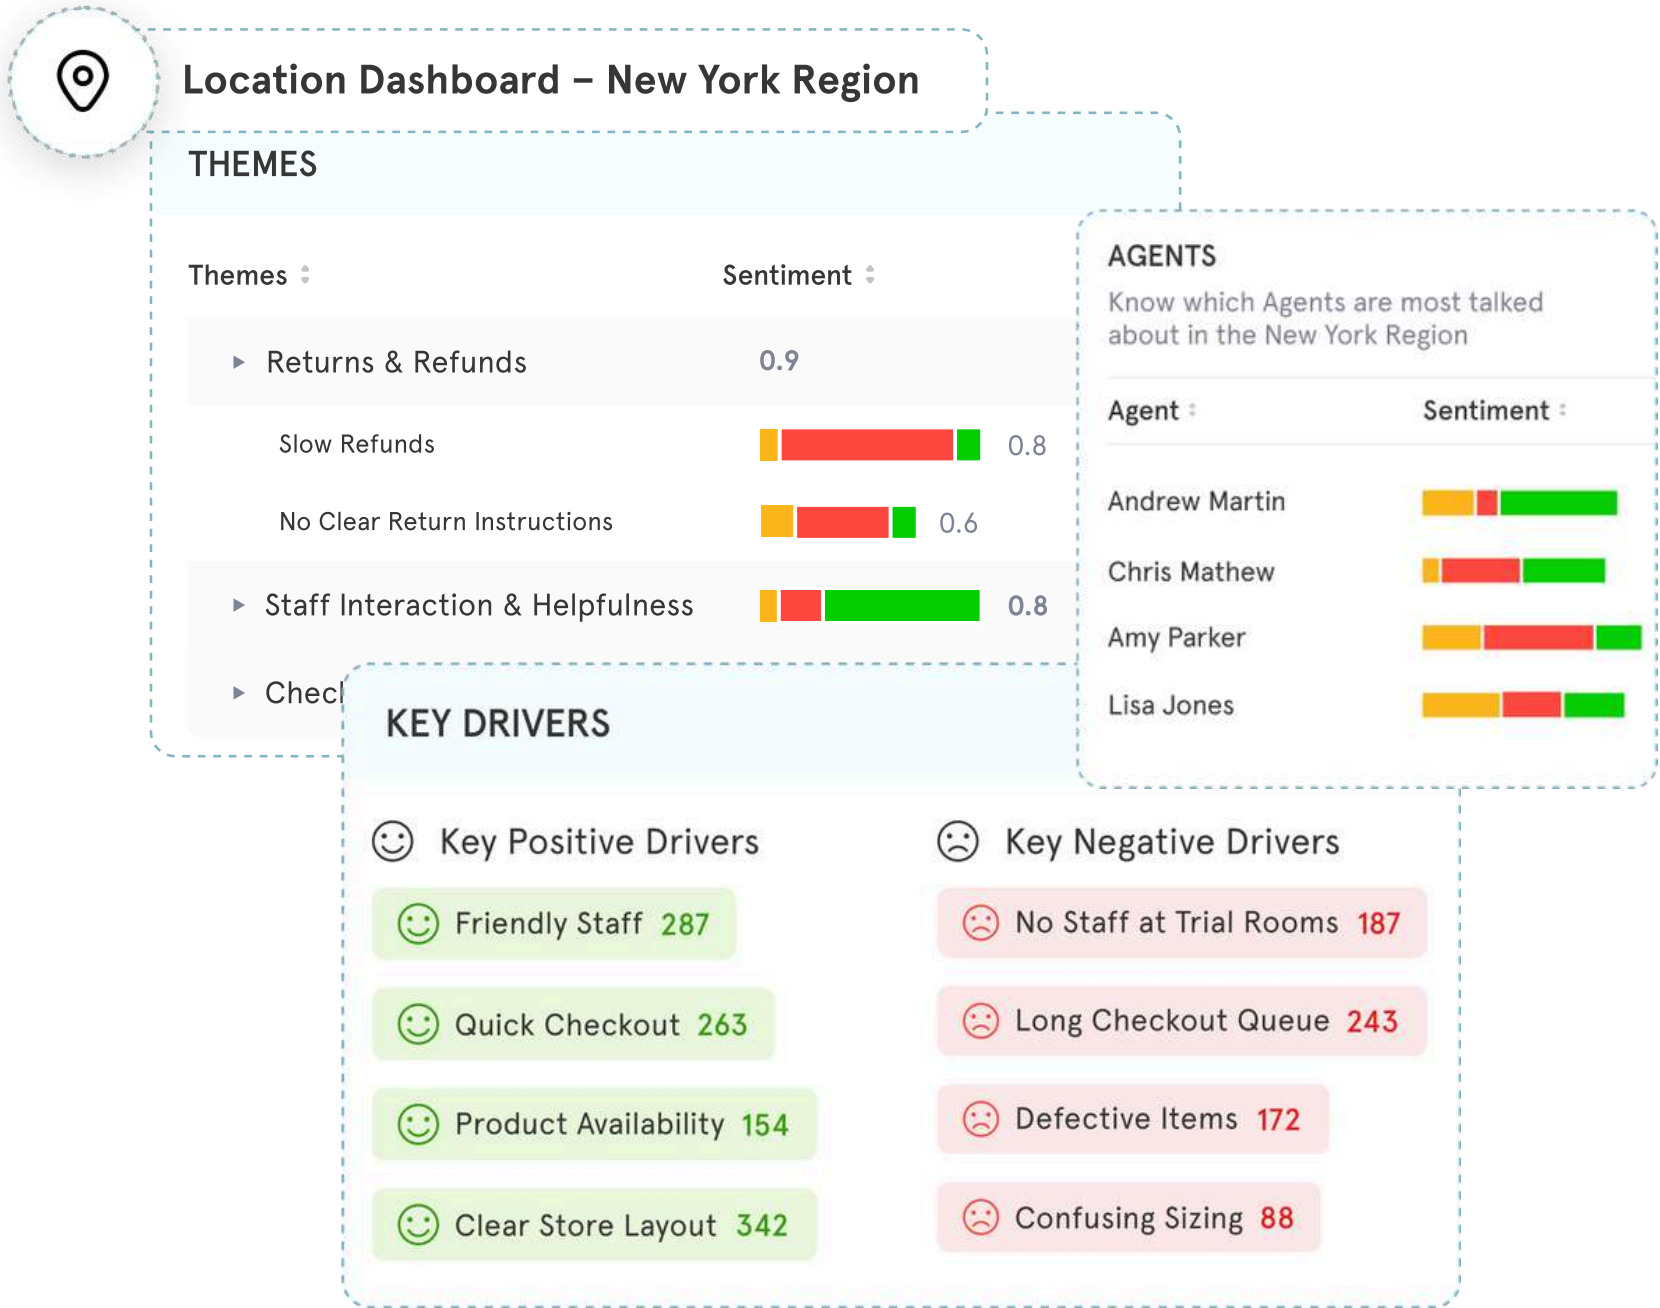 Location Dashboard – New York Region
THEMES
Themes Sentiment
Returns & Refunds 0.9
Slow Refunds 0.8
No Clear Return Instructions 0.6
Staff Interaction & Helpfulness 0.8
AGENTS
Know which Agents are most talked
about in the New York Region
Agent Sentiment
Andrew Martin
Chris Mathew
Amy Parker
Lisa Jones
KEY DRIVERS
Key Positive Drivers
Friendly Staff 287
Quick Checkout 263
Product Availability 154
Clear Store Layout 342
Key Negative Drivers
No Staff at Trial Rooms 187
Long Checkout Queue 243
Defective Items 172
Confusing Sizing 88